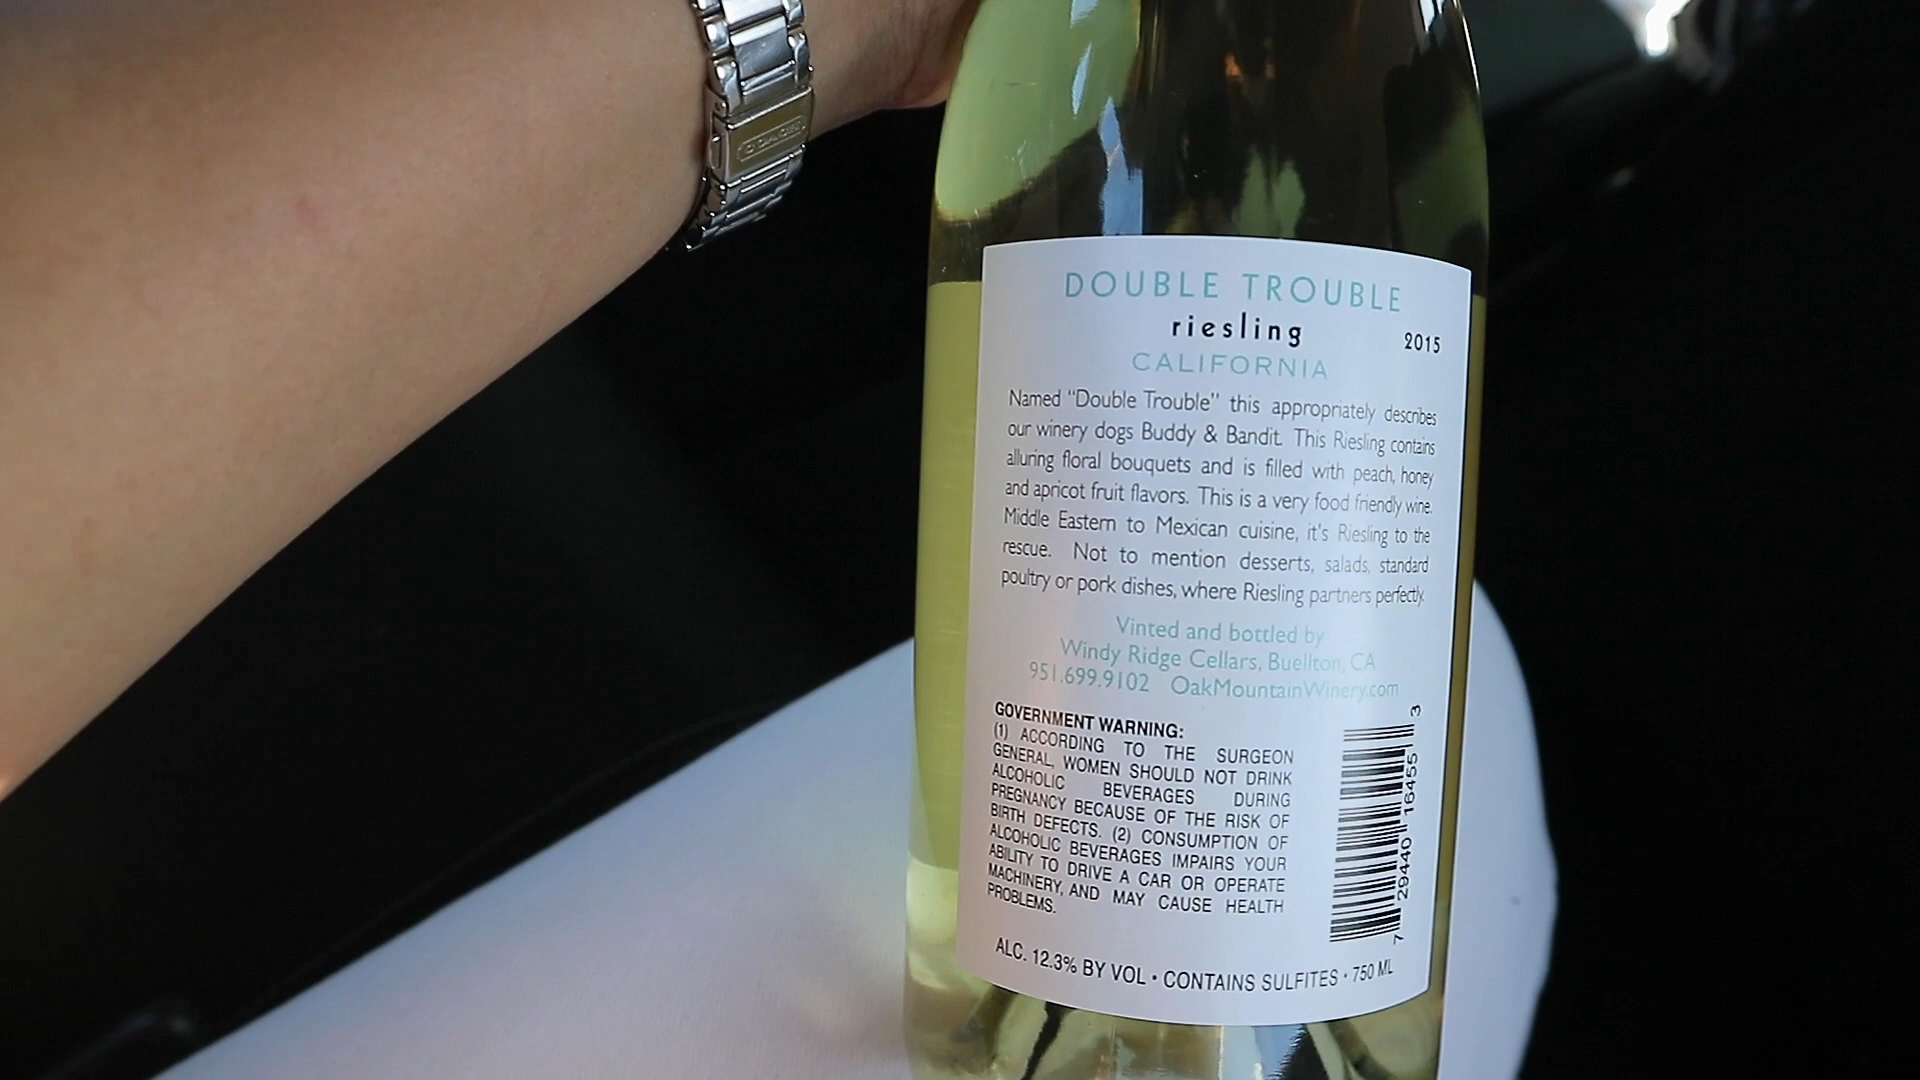 DOUBLE TROUBLE
riesling
2015
CALIFORNIA
Named "Double Trouble" this appropriately describes
our winery dogs Buddy & Bandit. This Riesling contains
alluring floral bouquets and is filled with peach, honey
and apricot fruit flavors. This is a very food friendly wine.
Middle Eastern to Mexican cuisine, it's Riesling to the
rescue. Not to mention desserts, salads, standard
poultry or pork dishes, where Riesling partners perfectly.
Vinted and bottled by
Windy Ridge Cellars, Buellton, CA
951.699.9102 OakMountainWinery.com
GOVERNMENT WARNING:
(1) ACCORDING TO THE SURGEON
GENERAL, WOMEN SHOULD NOT DRINK
ALCOHOLIC BEVERAGES DURING
PREGNANCY BECAUSE OF THE RISK OF
BIRTH DEFECTS. (2) CONSUMPTION OF
ALCOHOLIC BEVERAGES IMPAIRS YOUR
ABILITY TO DRIVE A CAR OR OPERATE
MACHINERY, AND MAY CAUSE HEALTH
PROBLEMS.
7 29440 16455 3
ALC. 12.3% BY VOL • CONTAINS SULFITES • 750 ML